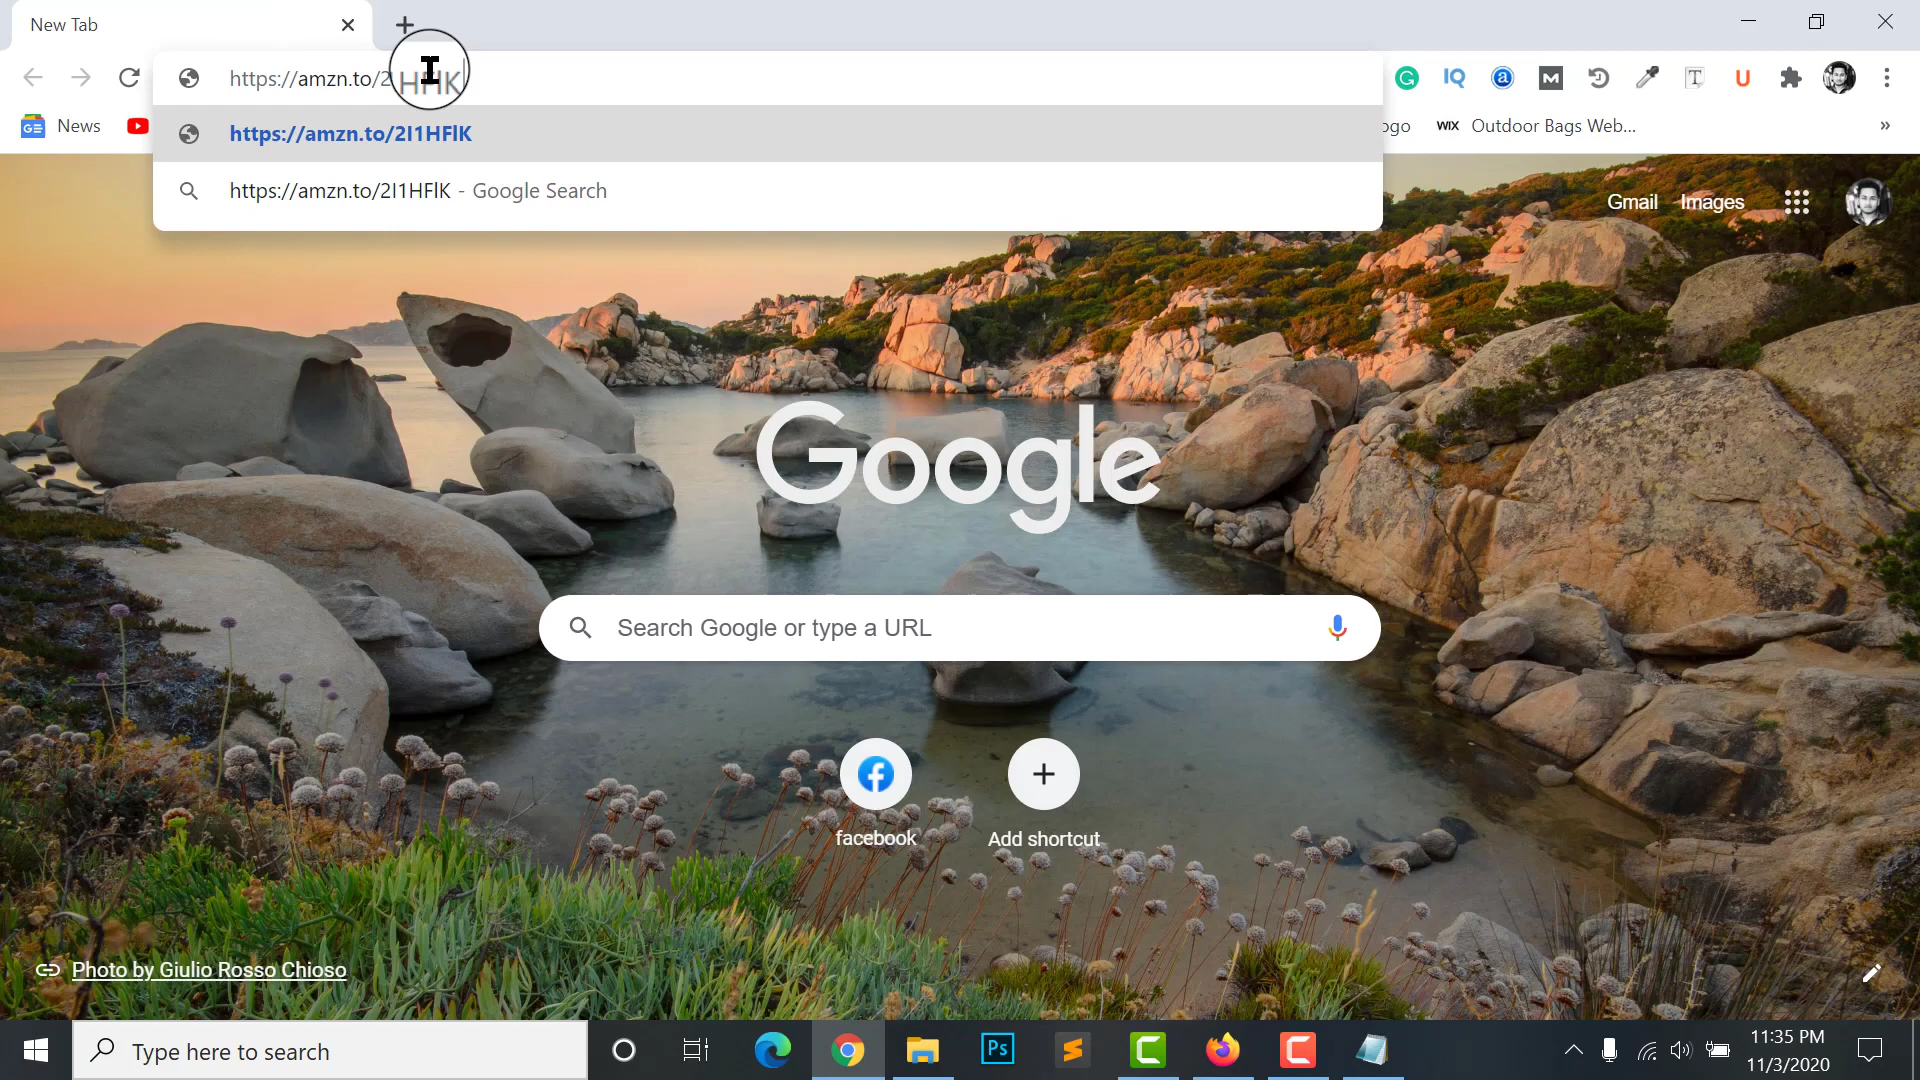 New Tab
https://amzn.to/2I1HFlK
https://amzn.to/2I1HFlK
https://amzn.to/2I1HFlK - Google Search
News
ogo
WIX Outdoor Bags Web...
Gmail Images
Google
Search Google or type a URL
facebook
Add shortcut
Photo by Giulio Rosso Chioso
Type here to search
Ps
11:35 PM
11/3/2020